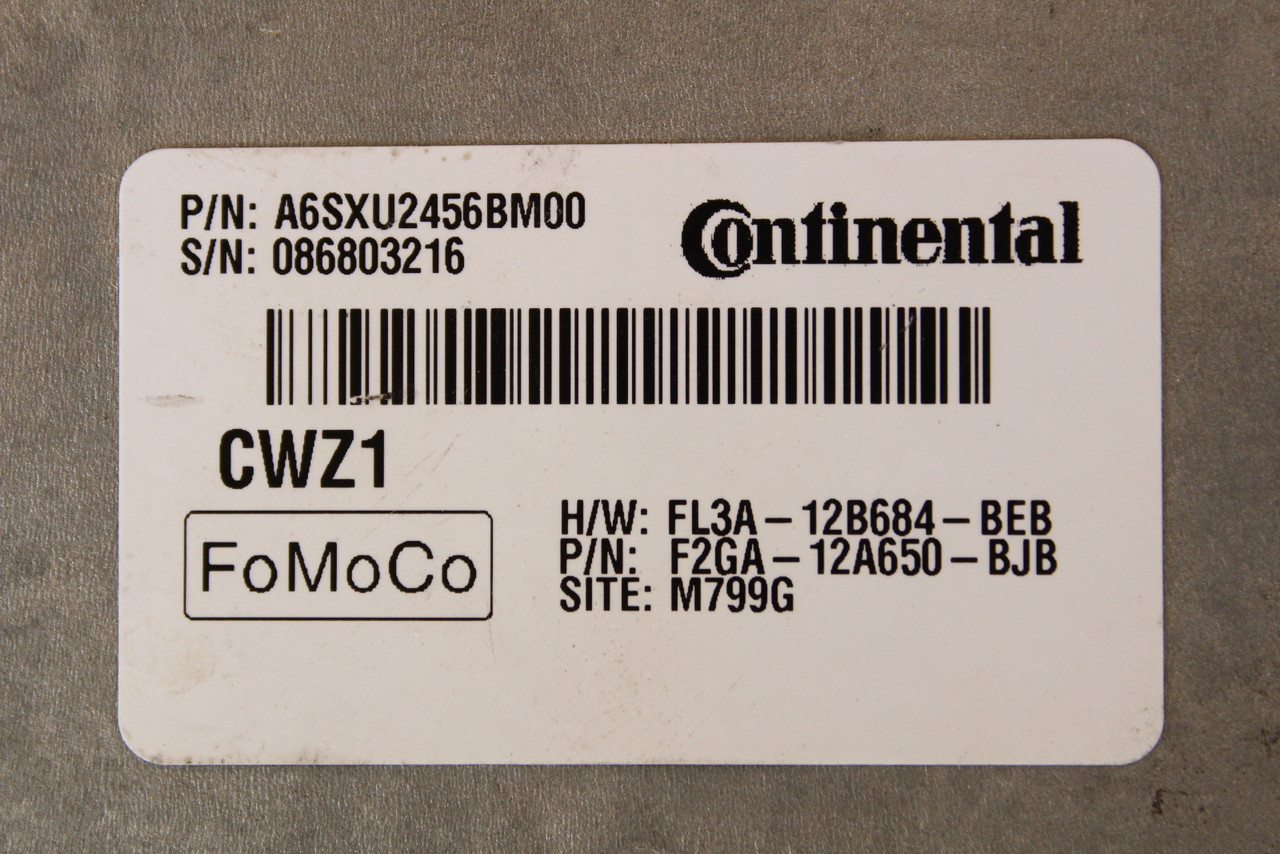 P/N: A6SXU2456BM00
S/N: 086803216
Continental
CWZ1
FoMoCo
H/W: FL3A – 12B684 – BEB
P/N: F2GA – 12A650 – BJB
SITE: M799G